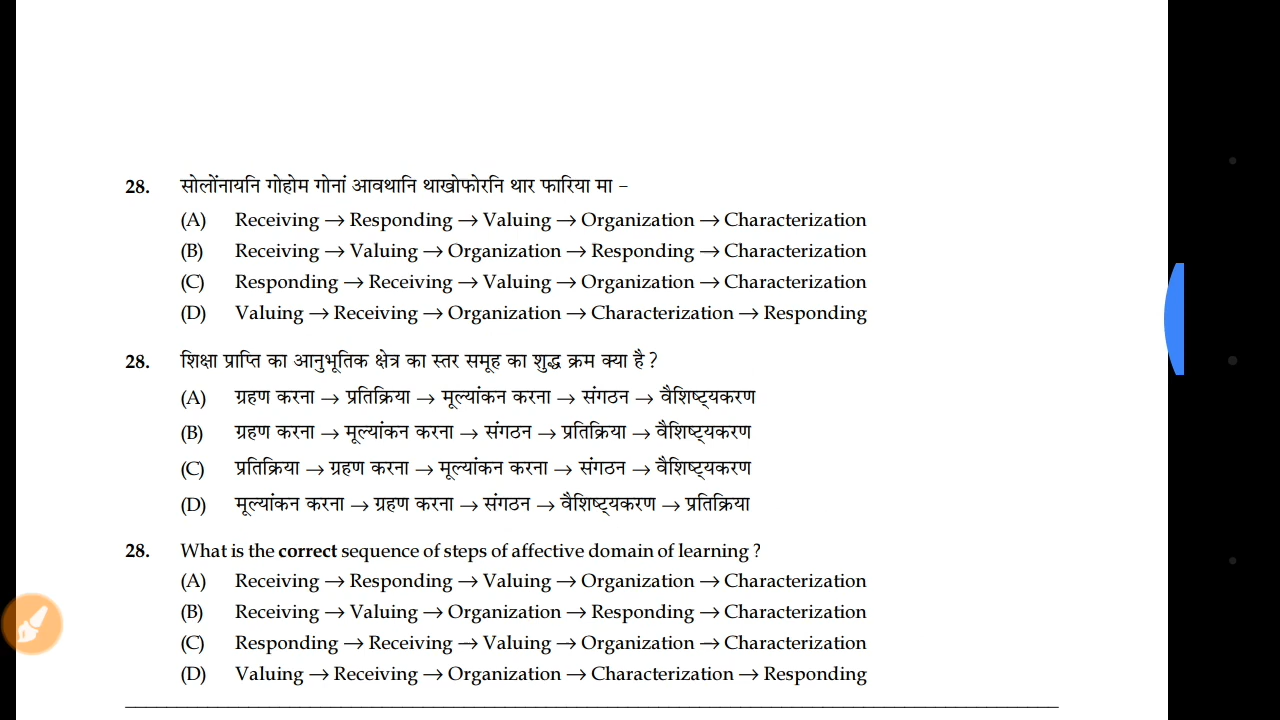 28. सोलोंनायनि गोहोम गोनां आवथानि थाखोफोरनि थार फारिया मा –
(A) Receiving → Responding → Valuing → Organization → Characterization
(B) Receiving → Valuing → Organization → Responding → Characterization
(C) Responding → Receiving → Valuing → Organization → Characterization
(D) Valuing → Receiving → Organization → Characterization → Responding
28. शिक्षा प्राप्ति का आनुभूतिक क्षेत्र का स्तर समूह का शुद्ध क्रम क्या है ?
(A) ग्रहण करना → प्रतिक्रिया → मूल्यांकन करना → संगठन → वैशिष्ट्यकरण
(B) ग्रहण करना → मूल्यांकन करना → संगठन → प्रतिक्रिया → वैशिष्ट्यकरण
(C) प्रतिक्रिया → ग्रहण करना → मूल्यांकन करना → संगठन → वैशिष्ट्यकरण
(D) मूल्यांकन करना → ग्रहण करना → संगठन → वैशिष्ट्यकरण → प्रतिक्रिया
28. What is the correct sequence of steps of affective domain of learning ?
(A) Receiving → Responding → Valuing → Organization → Characterization
(B) Receiving → Valuing → Organization → Responding → Characterization
(C) Responding → Receiving → Valuing → Organization → Characterization
(D) Valuing → Receiving → Organization → Characterization → Responding